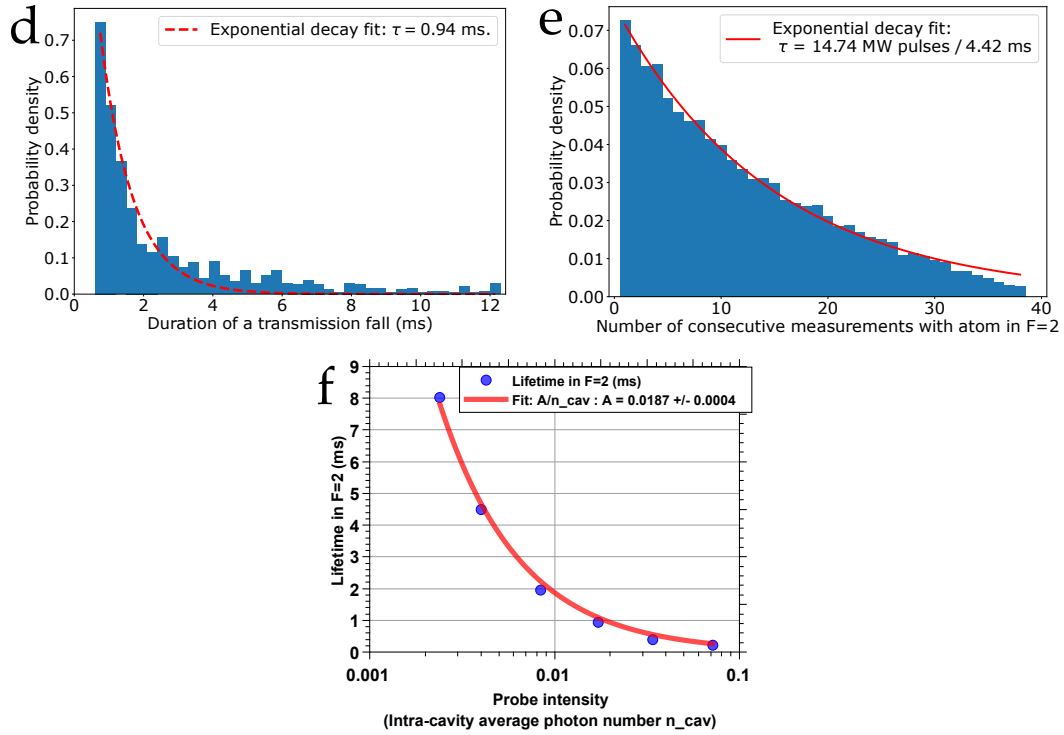 d
Exponential decay fit: τ = 0.94 ms.
Probability density
0.7
0.6
0.5
0.4
0.3
0.2
0.1
0.0
0 2 4 6 8 10 12
Duration of a transmission fall (ms)
e
Exponential decay fit:
τ = 14.74 MW pulses / 4.42 ms
Probability density
0.07
0.06
0.05
0.04
0.03
0.02
0.01
0.00
0 10 20 30 40
Number of consecutive measurements with atom in F=2
f
Lifetime in F=2 (ms)
Fit: A/n_cav : A = 0.0187 +/- 0.0004
Lifetime in F=2 (ms)
9
8
7
6
5
4
3
2
1
0
0.001 0.01 0.1
Probe intensity
(Intra-cavity average photon number n_cav)